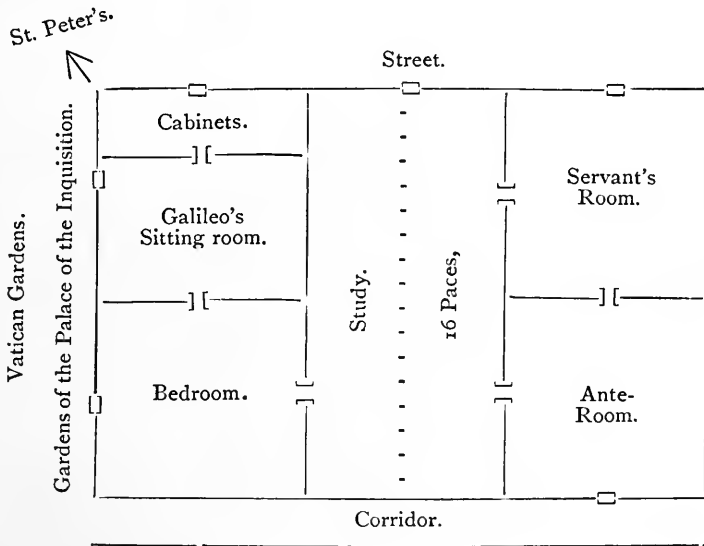 St. Peter's.
Street.
Vatican Gardens.
Gardens of the Palace of the Inquisition.
Cabinets.
Galileo's
Sitting room.
Bedroom.
Study.
16 Paces,
Servant's
Room.
Ante-
Room.
Corridor.